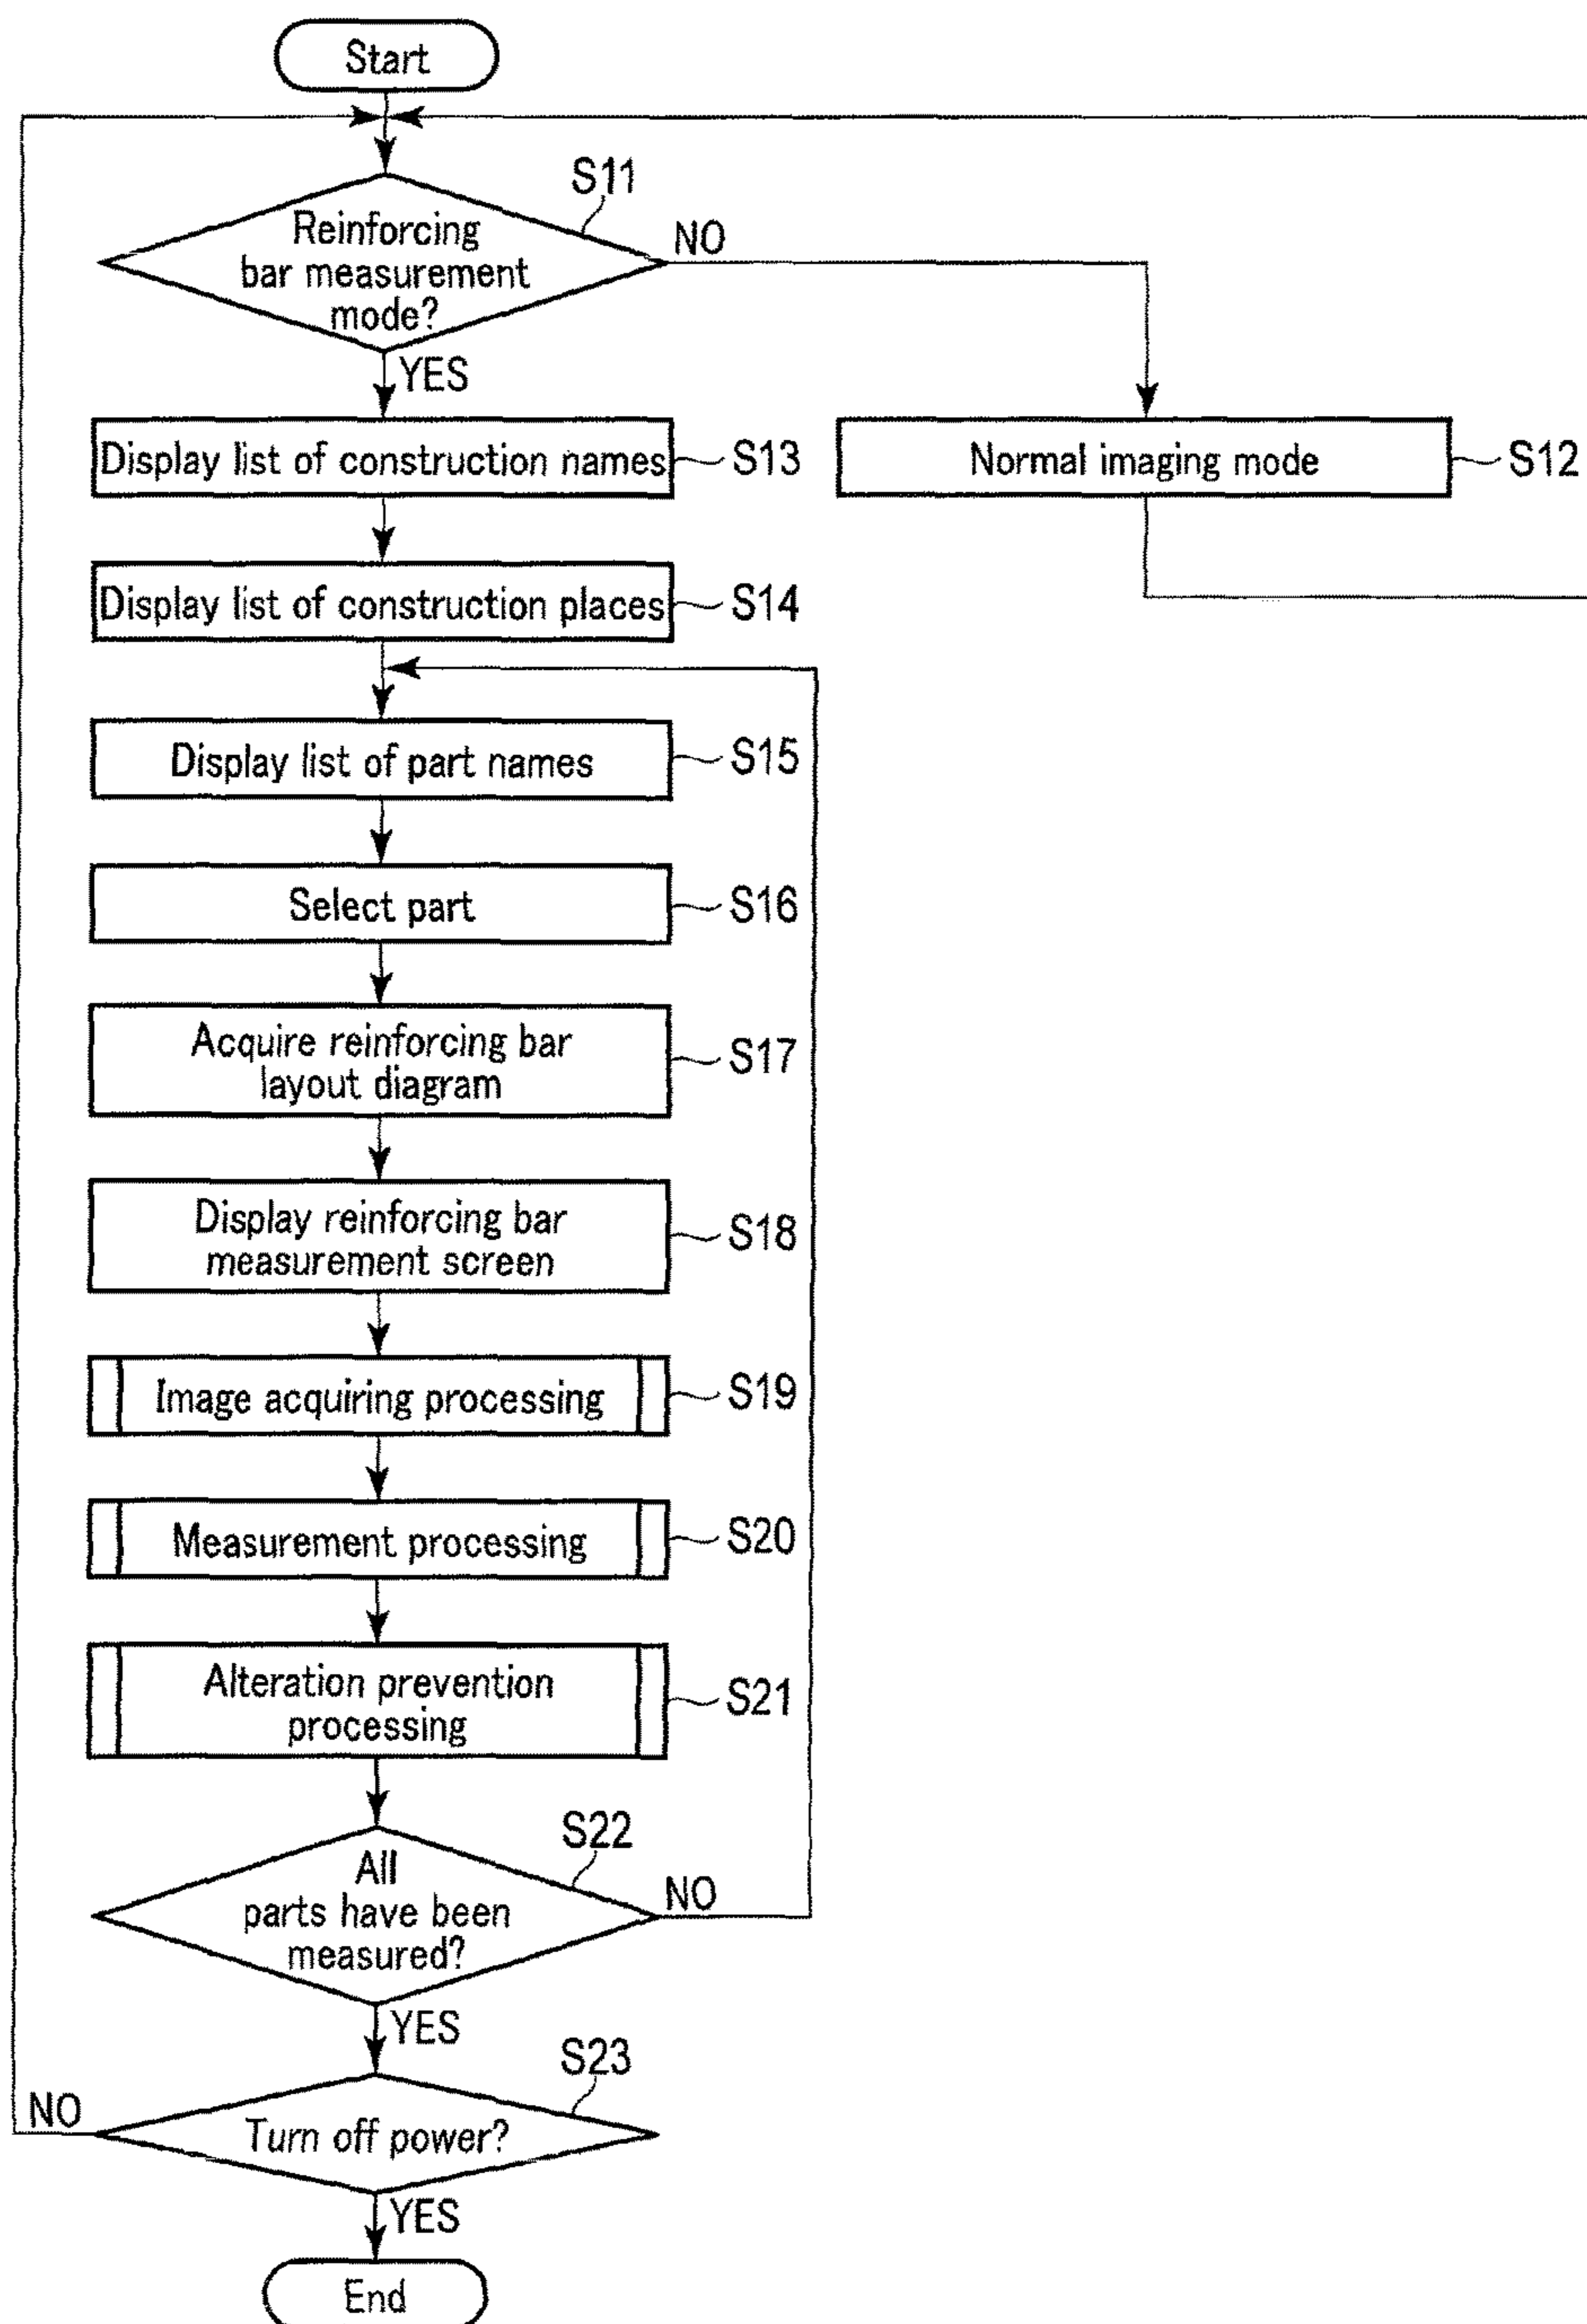 Start
S11
Reinforcing
bar measurement
mode?
NO
YES
Display list of construction names
S13
Normal imaging mode
S12
Display list of construction places
S14
Display list of part names
S15
Select part
S16
Acquire reinforcing bar
layout diagram
S17
Display reinforcing bar
measurement screen
S18
Image acquiring processing
S19
Measurement processing
S20
Alteration prevention
processing
S21
S22
All
parts have been
measured?
NO
YES
S23
Turn off power?
NO
YES
End